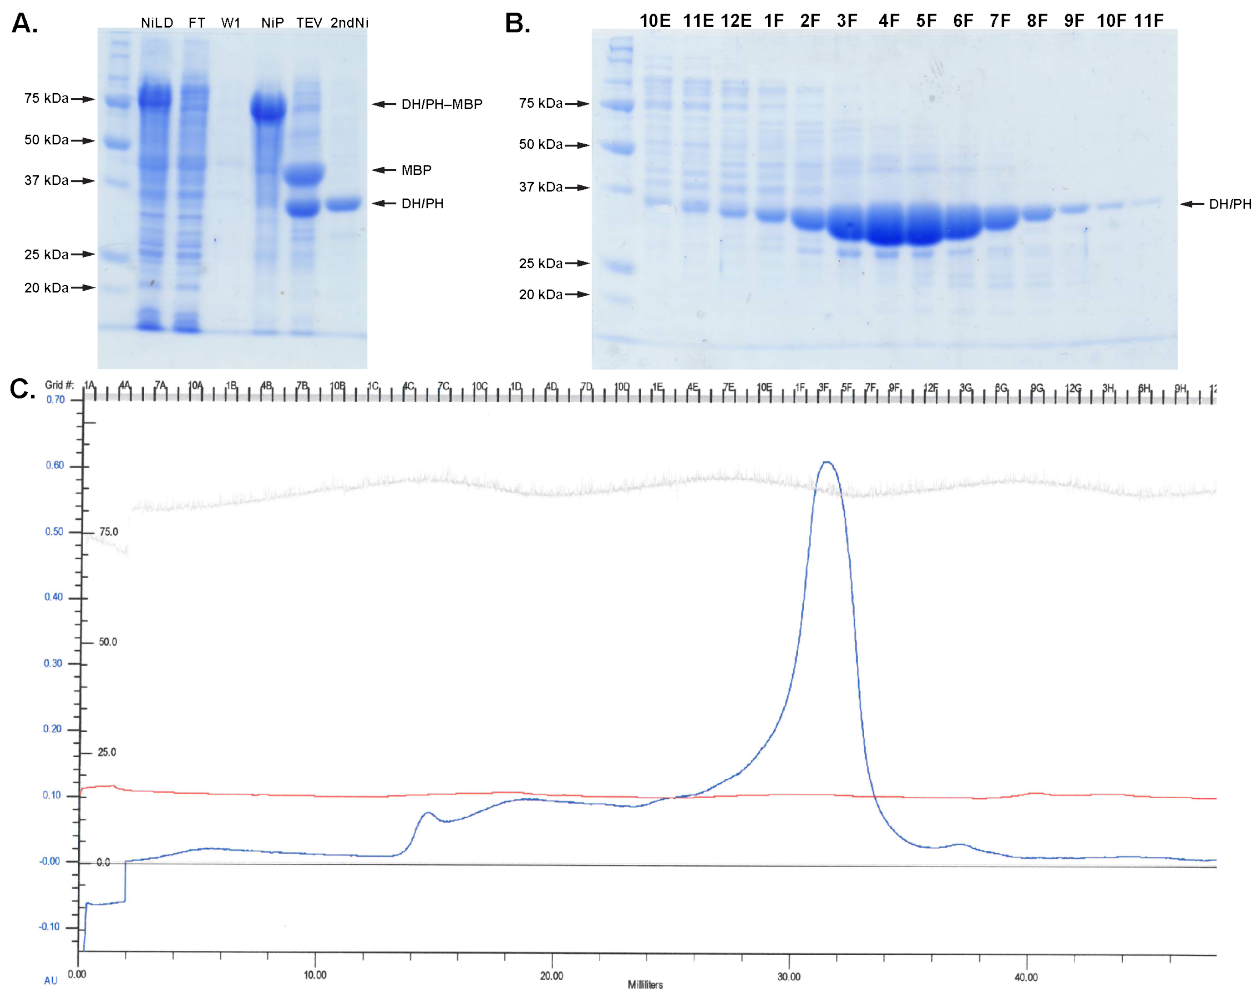 A.
NiLD FT W1 NiP TEV 2ndNi
75 kDa
50 kDa
37 kDa
25 kDa
20 kDa
DH/PH–MBP
MBP
DH/PH
B.
10E 11E 12E 1F 2F 3F 4F 5F 6F 7F 8F 9F 10F 11F
75 kDa
50 kDa
37 kDa
25 kDa
20 kDa
DH/PH
C.
Grid #: 1A 4A 7A 10A 1B 4B 7B 10B 1C 4C 7C 10C 1D 4D 7D 10D 1E 4E 7E 10E 1F 3F 5F 7F 9F 12F 3G 6G 9G 12G 3H 6H 9H
0.70
0.60
0.50
0.40
0.30
0.20
0.10
-0.00
-0.10
AU
75.0
50.0
25.0
0.0
0.00 10.00 20.00 30.00 40.00
Milliliters